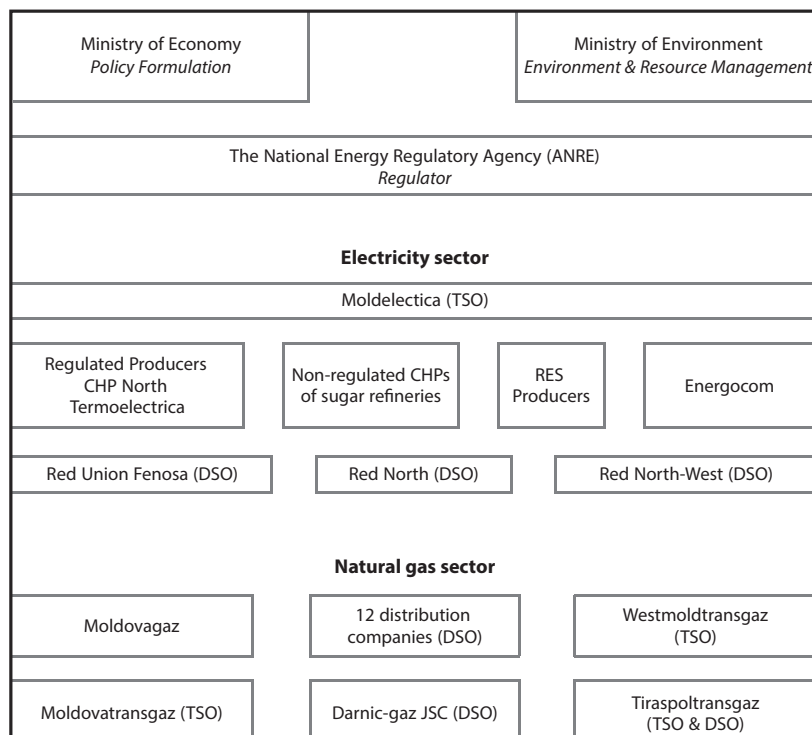 Ministry of Economy
Policy Formulation
Ministry of Environment
Environment & Resource Management
The National Energy Regulatory Agency (ANRE)
Regulator
Electricity sector
Moldelectica (TSO)
Regulated Producers
CHP North
Termoelectrica
Non-regulated CHPs
of sugar refineries
RES
Producers
Energocom
Red Union Fenosa (DSO)
Red North (DSO)
Red North-West (DSO)
Natural gas sector
Moldovagaz
12 distribution
companies (DSO)
Westmoldtransgaz
(TSO)
Moldovatransgaz (TSO)
Darnic-gaz JSC (DSO)
Tiraspoltransgaz
(TSO & DSO)